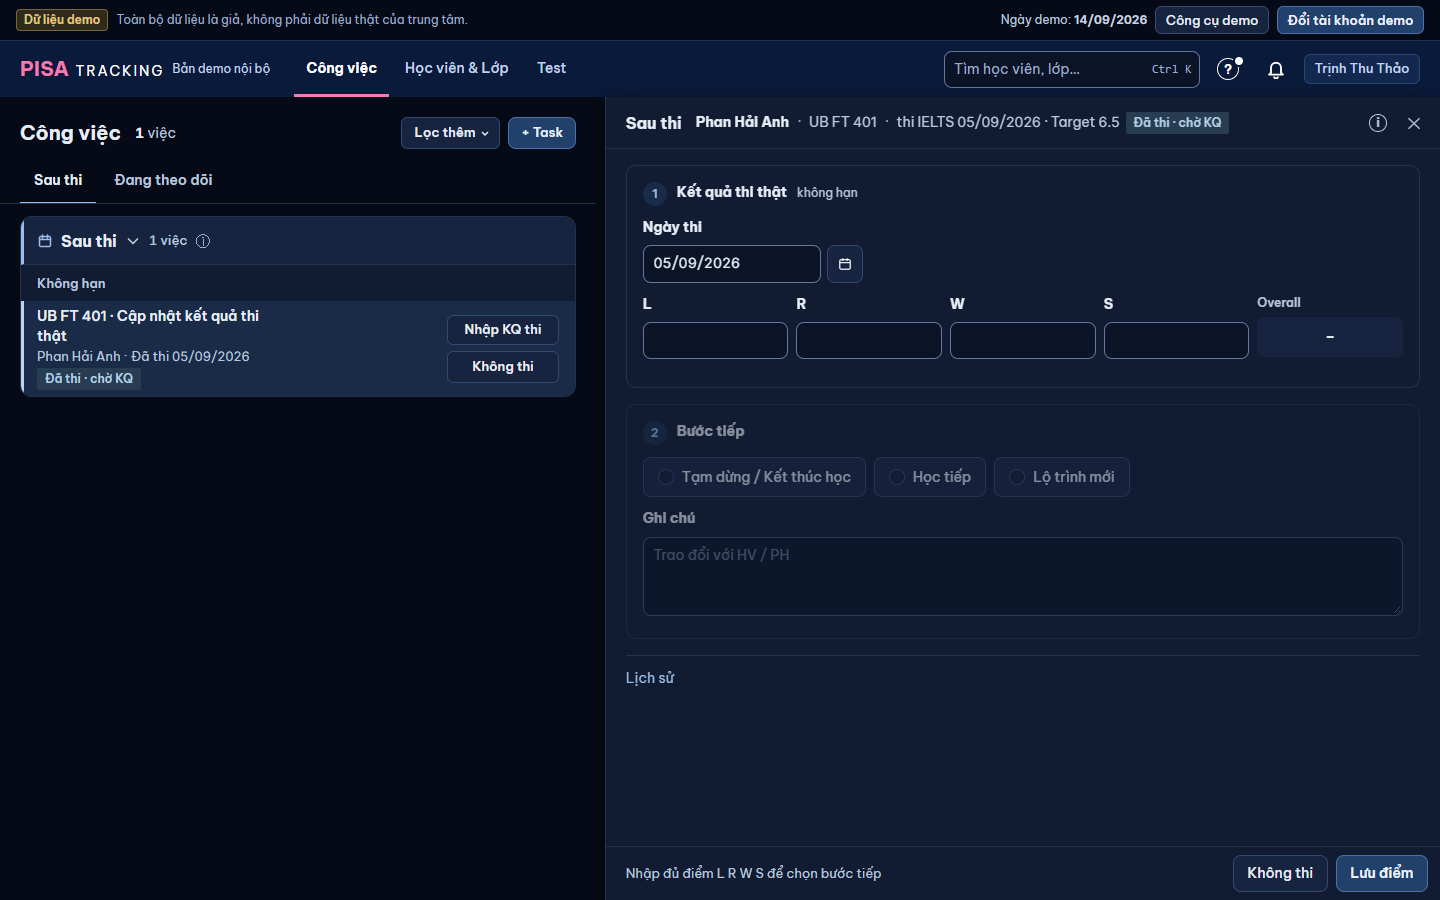 Dữ liệu demo Toàn bộ dữ liệu là giả, không phải dữ liệu thật của trung tâm. Ngày demo: 14/09/2026 Công cụ demo Đổi tài khoản demo
PISA TRACKING Bản demo nội bộ Công việc Học viên & Lớp Test Tìm học viên, lớp... Ctrl K ? Trịnh Thu Thảo
Công việc 1 việc Lọc thêm + Task
Sau thi Đang theo dõi
Sau thi 1 việc
Không hạn
UB FT 401 · Cập nhật kết quả thi
thật
Phan Hải Anh · Đã thi 05/09/2026
Đã thi · chờ KQ
Nhập KQ thi
Không thi
Sau thi Phan Hải Anh · UB FT 401 · thi IELTS 05/09/2026 · Target 6.5 Đã thi · chờ KQ
1 Kết quả thi thật không hạn
Ngày thi
05/09/2026
L R W S Overall
–
2 Bước tiếp
Tạm dừng / Kết thúc học Học tiếp Lộ trình mới
Ghi chú
Trao đổi với HV / PH
Lịch sử
Nhập đủ điểm L R W S để chọn bước tiếp Không thi Lưu điểm